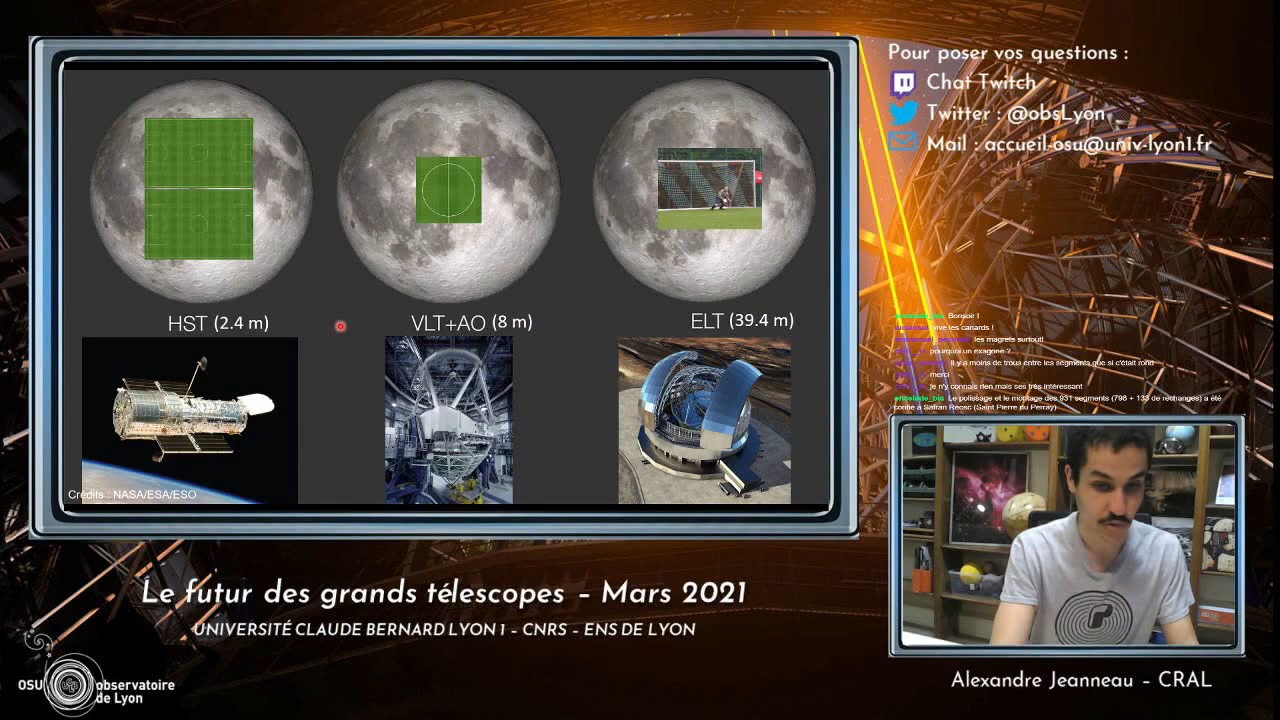 Pour poser vos questions :
Chat Twitch
Twitter : @obsLyon
Mail : accueil-osu@univ-lyon1.fr
HST (2.4 m)
VLT+AO (8 m)
ELT (39.4 m)
Crédits : NASA/ESA/ESO
Bonsoir !
vive les canards !
les magrets surtout!
pourquoi un exagone ?
Il y a moins de trous entre les segments que si c'était rond
merci
je n'y connais rien mais ses très intéressant
encelade_bis Le polissage et le montage des 931 segments (798 + 133 de rechanges) a été
confié à Safran Reosc (Saint Pierre du Perray)
Le futur des grands télescopes – Mars 2021
UNIVERSITÉ CLAUDE BERNARD LYON 1 - CNRS - ENS DE LYON
OSU
observatoire
de Lyon
Alexandre Jeanneau – CRAL